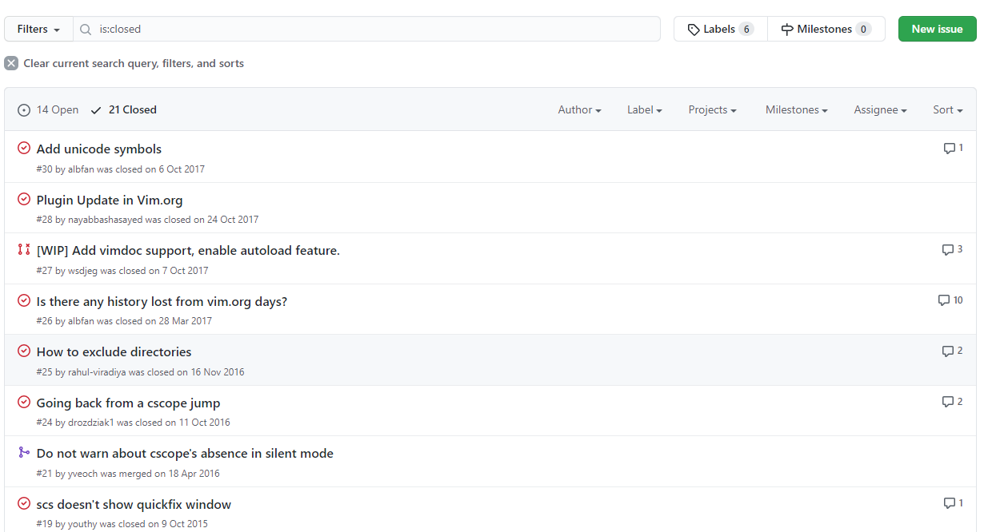 Filters is:closed Labels 6 Milestones 0 New issue
Clear current search query, filters, and sorts
14 Open 21 Closed Author Label Projects Milestones Assignee Sort
Add unicode symbols 1
#30 by albfan was closed on 6 Oct 2017
Plugin Update in Vim.org
#28 by nayabbashasayed was closed on 24 Oct 2017
[WIP] Add vimdoc support, enable autoload feature. 3
#27 by wsdjeg was closed on 7 Oct 2017
Is there any history lost from vim.org days? 10
#26 by albfan was closed on 28 Mar 2017
How to exclude directories 2
#25 by rahul-viradiya was closed on 16 Nov 2016
Going back from a cscope jump 2
#24 by drozdziak1 was closed on 11 Oct 2016
Do not warn about cscope's absence in silent mode
#21 by yveoch was merged on 18 Apr 2016
scs doesn't show quickfix window 1
#19 by youthy was closed on 9 Oct 2015